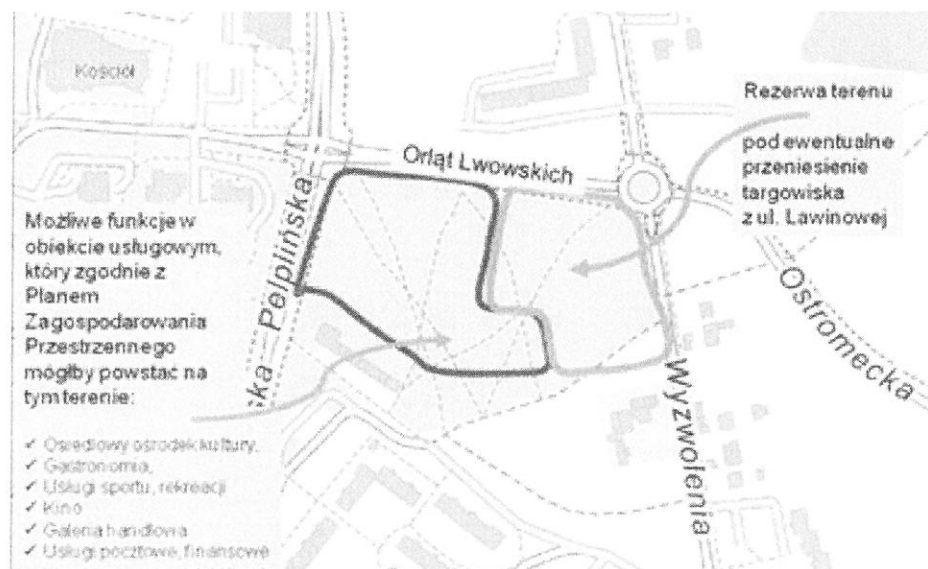 Kościół
Rezerwa terenu
pod ewentualne
przeniesienie
targowiska
z ul. Lawinowej
Orląt Lwowskich
Możliwe funkcje w
obiekcie usługowym,
który zgodnie z
Planem
Zagospodarowania
Przestrzennego
mógłby powstać na
tym terenie:
✓ Osiedlowy ośrodek kultury,
✓ Gastronomia,
✓ Usługi sportu, rekreacji
✓ Kino
✓ Galeria handlowa
✓ Usługi pocztowe, finansowe
ska Pelplińska
Wyzwolenia
Ostromecka